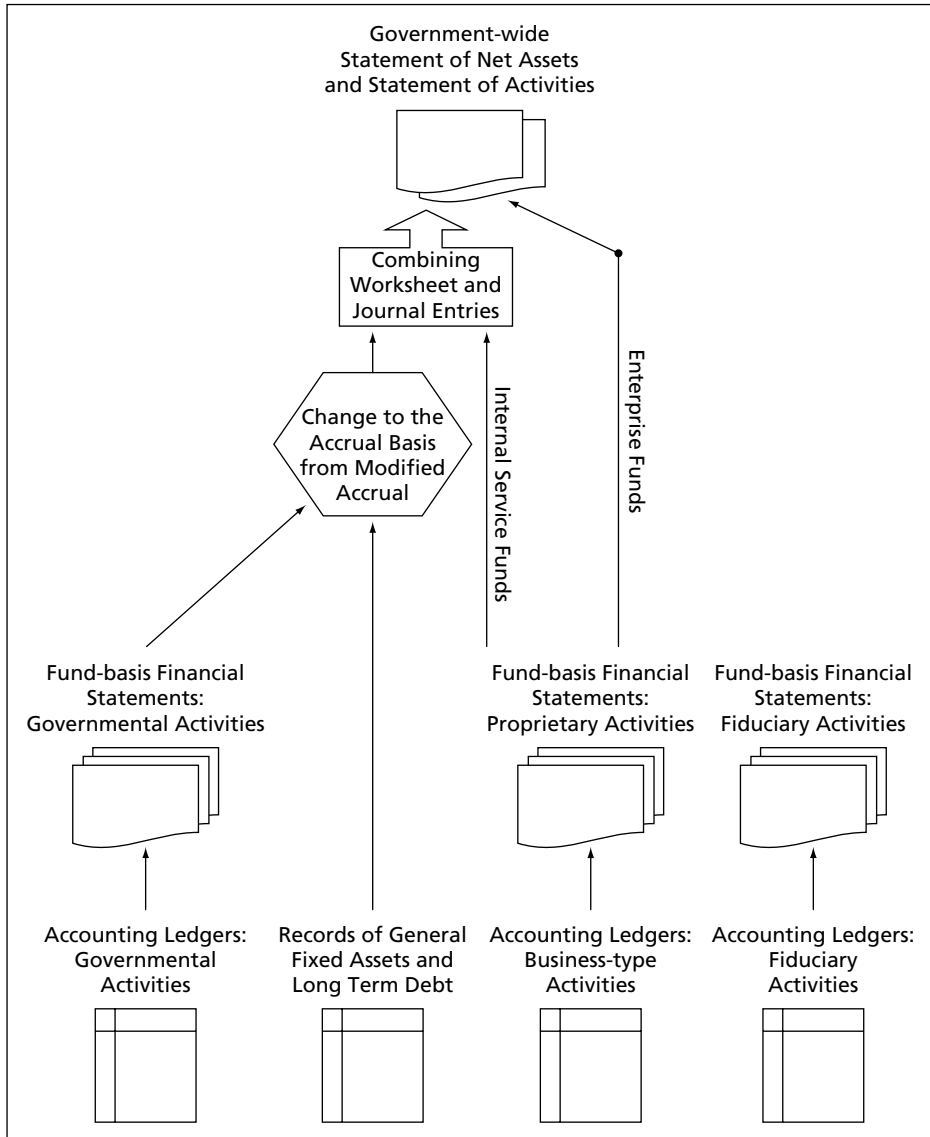 Government-wide
Statement of Net Assets
and Statement of Activities
Combining
Worksheet and
Journal Entries
Change to the
Accrual Basis
from Modified
Accrual
Internal Service Funds
Enterprise Funds
Fund-basis Financial
Statements:
Governmental Activities
Fund-basis Financial
Statements:
Proprietary Activities
Fund-basis Financial
Statements:
Fiduciary Activities
Accounting Ledgers:
Governmental
Activities
Records of General
Fixed Assets and
Long Term Debt
Accounting Ledgers:
Business-type
Activities
Accounting Ledgers:
Fiduciary
Activities